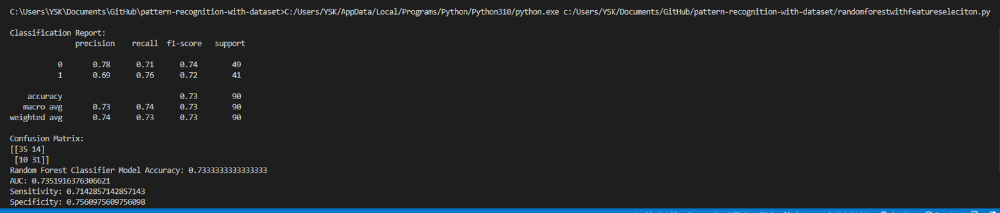 C:\Users\YSK\Documents\GitHub\pattern-recognition-with-dataset>C:/Users/YSK/AppData/Local/Programs/Python/Python310/python.exe c:/Users/YSK/Documents/GitHub/pattern-recognition-with-dataset/randomforestwithfeatureseleciton.py
Classification Report:
precision recall f1-score support
0 0.78 0.71 0.74 49
1 0.69 0.76 0.72 41
accuracy 0.73 90
macro avg 0.73 0.74 0.73 90
weighted avg 0.74 0.73 0.73 90
Confusion Matrix:
[[35 14]
[10 31]]
Random Forest Classifier Model Accuracy: 0.7333333333333333
AUC: 0.7351916376306621
Sensitivity: 0.7142857142857143
Specificity: 0.7560975609756098